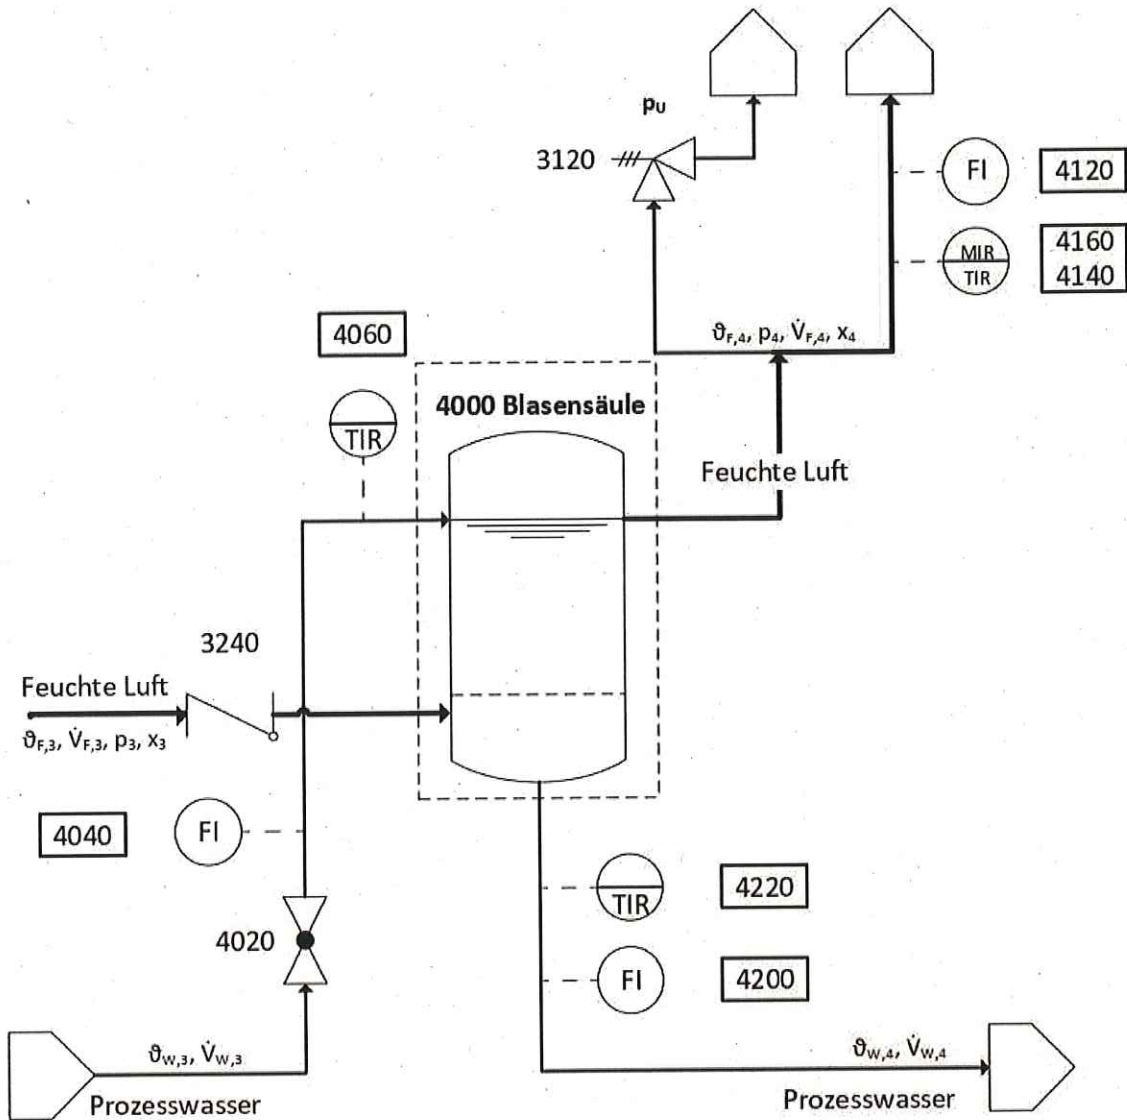 pU
3120
FI
4120
MIR
TIR
4160
4140
ϑF,4, p4, V̇F,4, x4
4060
4000 Blasensäule
TIR
Feuchte Luft
3240
Feuchte Luft
ϑF,3, V̇F,3, p3, x3
4040
FI
4020
TIR
4220
FI
4200
ϑW,3, V̇W,3
Prozesswasser
ϑW,4, V̇W,4
Prozesswasser